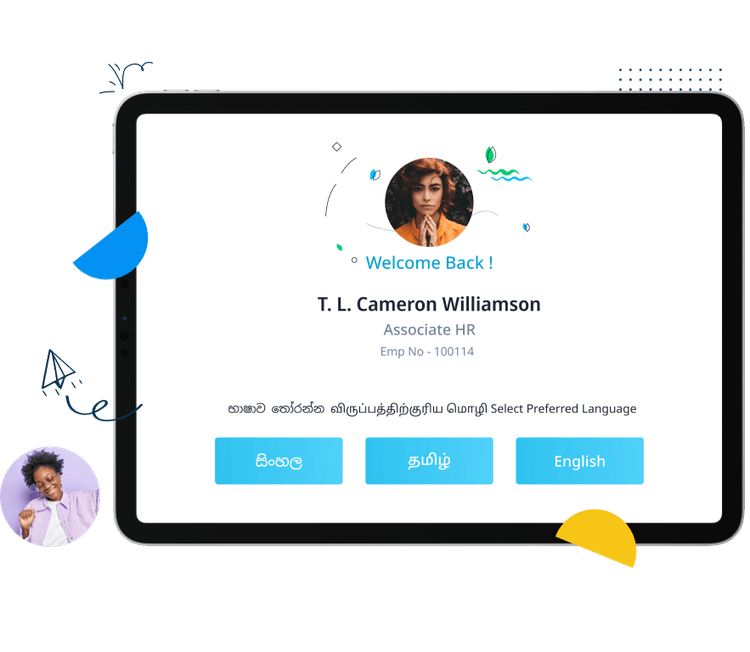 Welcome Back !
T. L. Cameron Williamson
Associate HR
Emp No - 100114
භාෂාව තෝරන්න விருப்பத்திற்குரிய மொழி Select Preferred Language
සිංහල
தமிழ்
English